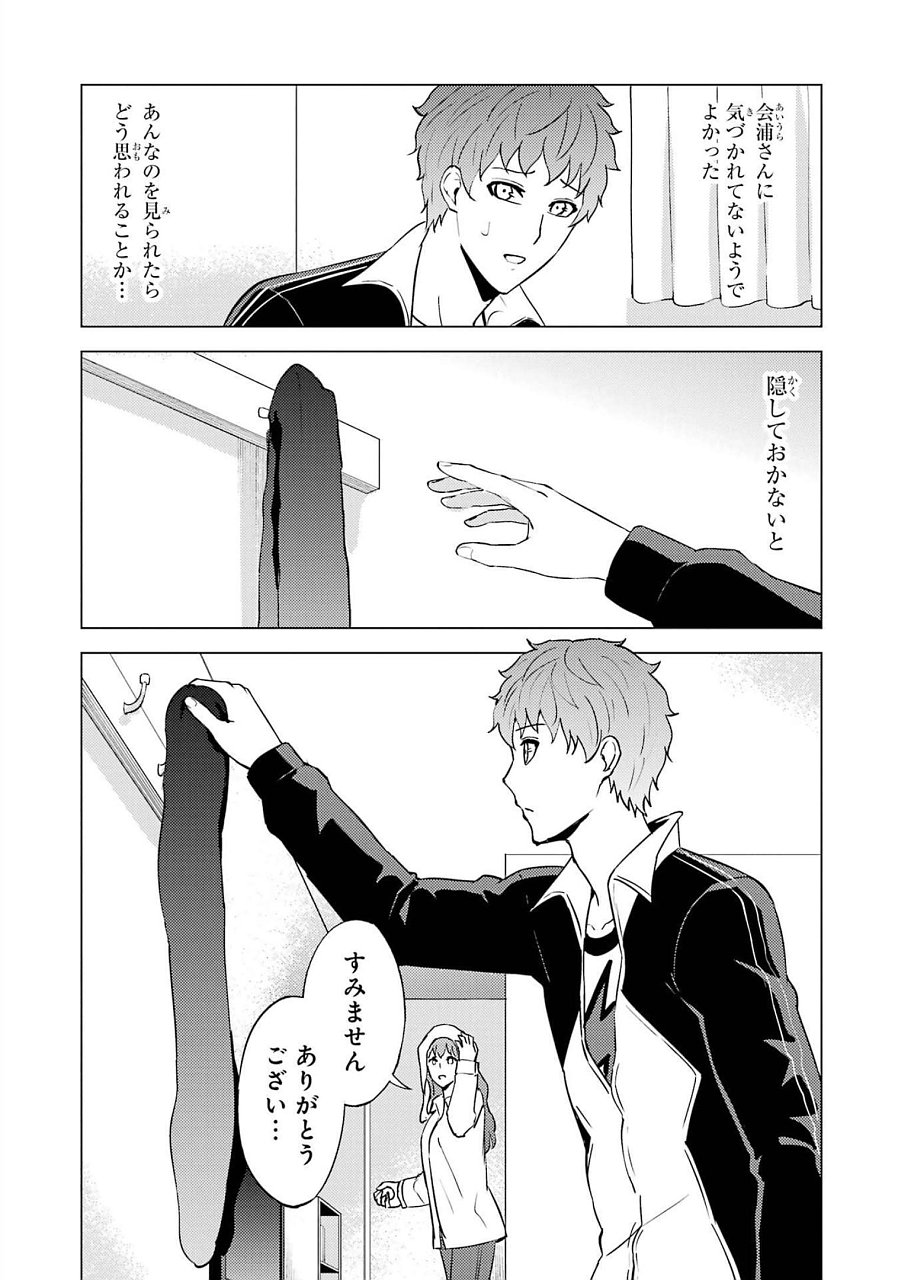 会浦さんに
気づかれてないようで
よかった
あんなのを見られたら
どう思われることか…
隠しておかないと
すみません
ありがとう
ござい…